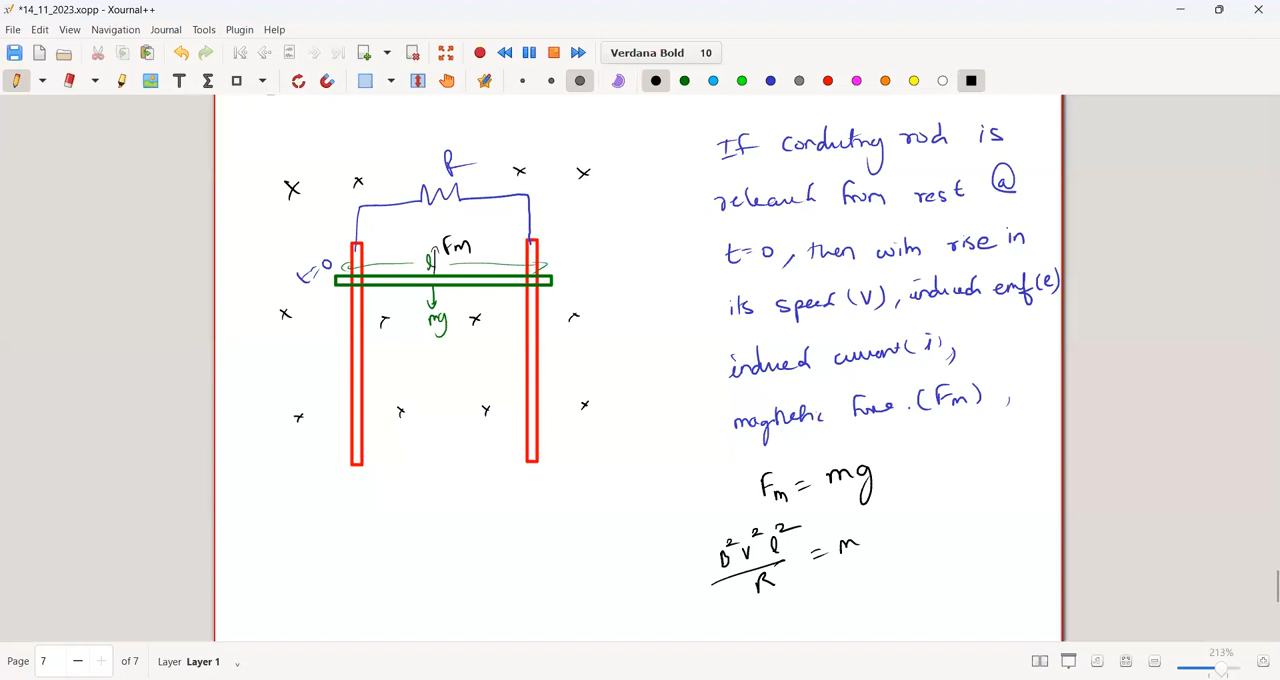 *14_11_2023.xopp - Xournal++
File Edit View Navigation Journal Tools Plugin Help
Verdana Bold 10
R
Fm
l
0
mg
If conducting rod is
release from rest @
t=0, then with rise in
its speed (V), induced emf(e)
induced current(i),
magnetic Force. (Fm) ,
Fm = mg
B²V²l²/R = m
Page 7 of 7 Layer Layer 1
213%